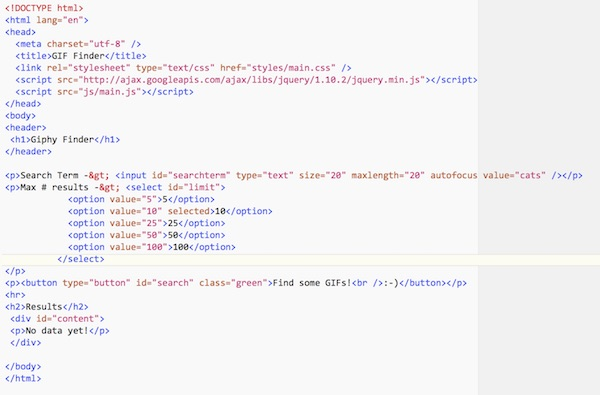 <!DOCTYPE html>
<html lang="en">
<head>
  <meta charset="utf-8" />
  <title>GIF Finder</title>
  <link rel="stylesheet" type="text/css" href="styles/main.css" />
  <script src="http://ajax.googleapis.com/ajax/libs/jquery/1.10.2/jquery.min.js"></script>
  <script src="js/main.js"></script>
</head>
<body>
<header>
 <h1>Giphy Finder</h1>
</header>

<p>Search Term -&gt; <input id="searchterm" type="text" size="20" maxlength="20" autofocus value="cats" /></p>
<p>Max # results -&gt; <select id="limit">
            <option value="5">5</option>
            <option value="10" selected>10</option>
            <option value="25">25</option>
            <option value="50">50</option>
            <option value="100">100</option>
          </select>
</p>
<p><button type="button" id="search" class="green">Find some GIFs!<br />:-)</button></p>
<hr>
<h2>Results</h2>
 <div id="content">
 <p>No data yet!</p>
 </div>

</body>
</html>